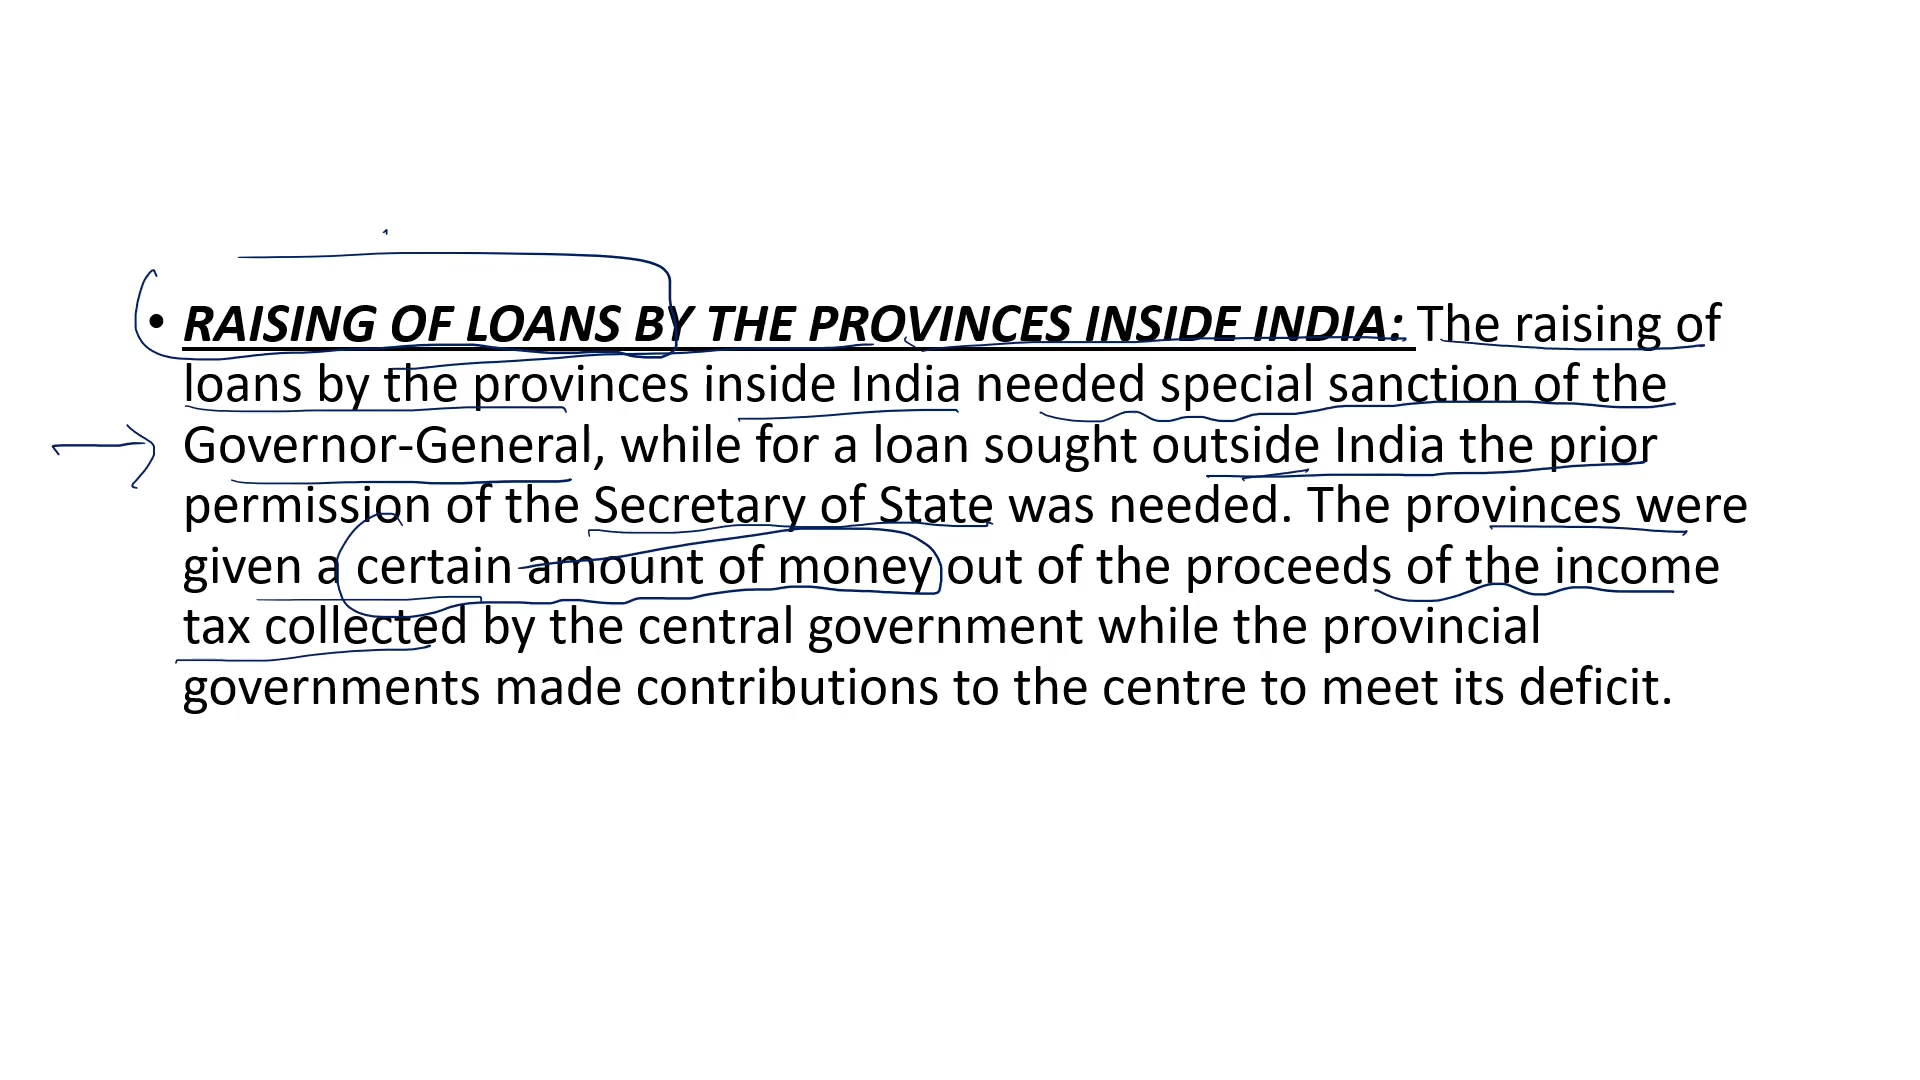 • RAISING OF LOANS BY THE PROVINCES INSIDE INDIA: The raising of
loans by the provinces inside India needed special sanction of the
Governor-General, while for a loan sought outside India the prior
permission of the Secretary of State was needed. The provinces were
given a certain amount of money out of the proceeds of the income
tax collected by the central government while the provincial
governments made contributions to the centre to meet its deficit.